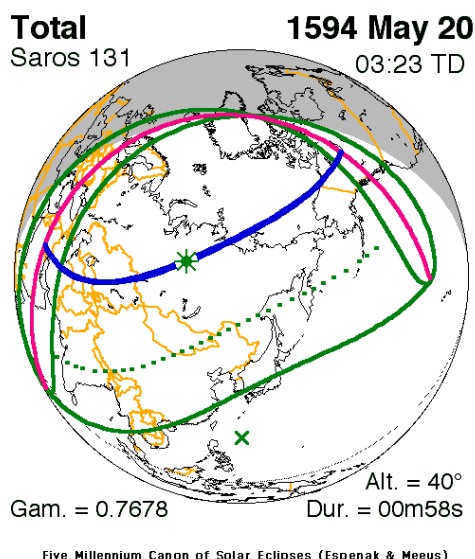 Total 1594 May 20
Saros 131 03:23 TD
Alt. = 40°
Gam. = 0.7678 Dur. = 00m58s
Five Millennium Canon of Solar Eclipses (Espenak & Meeus)